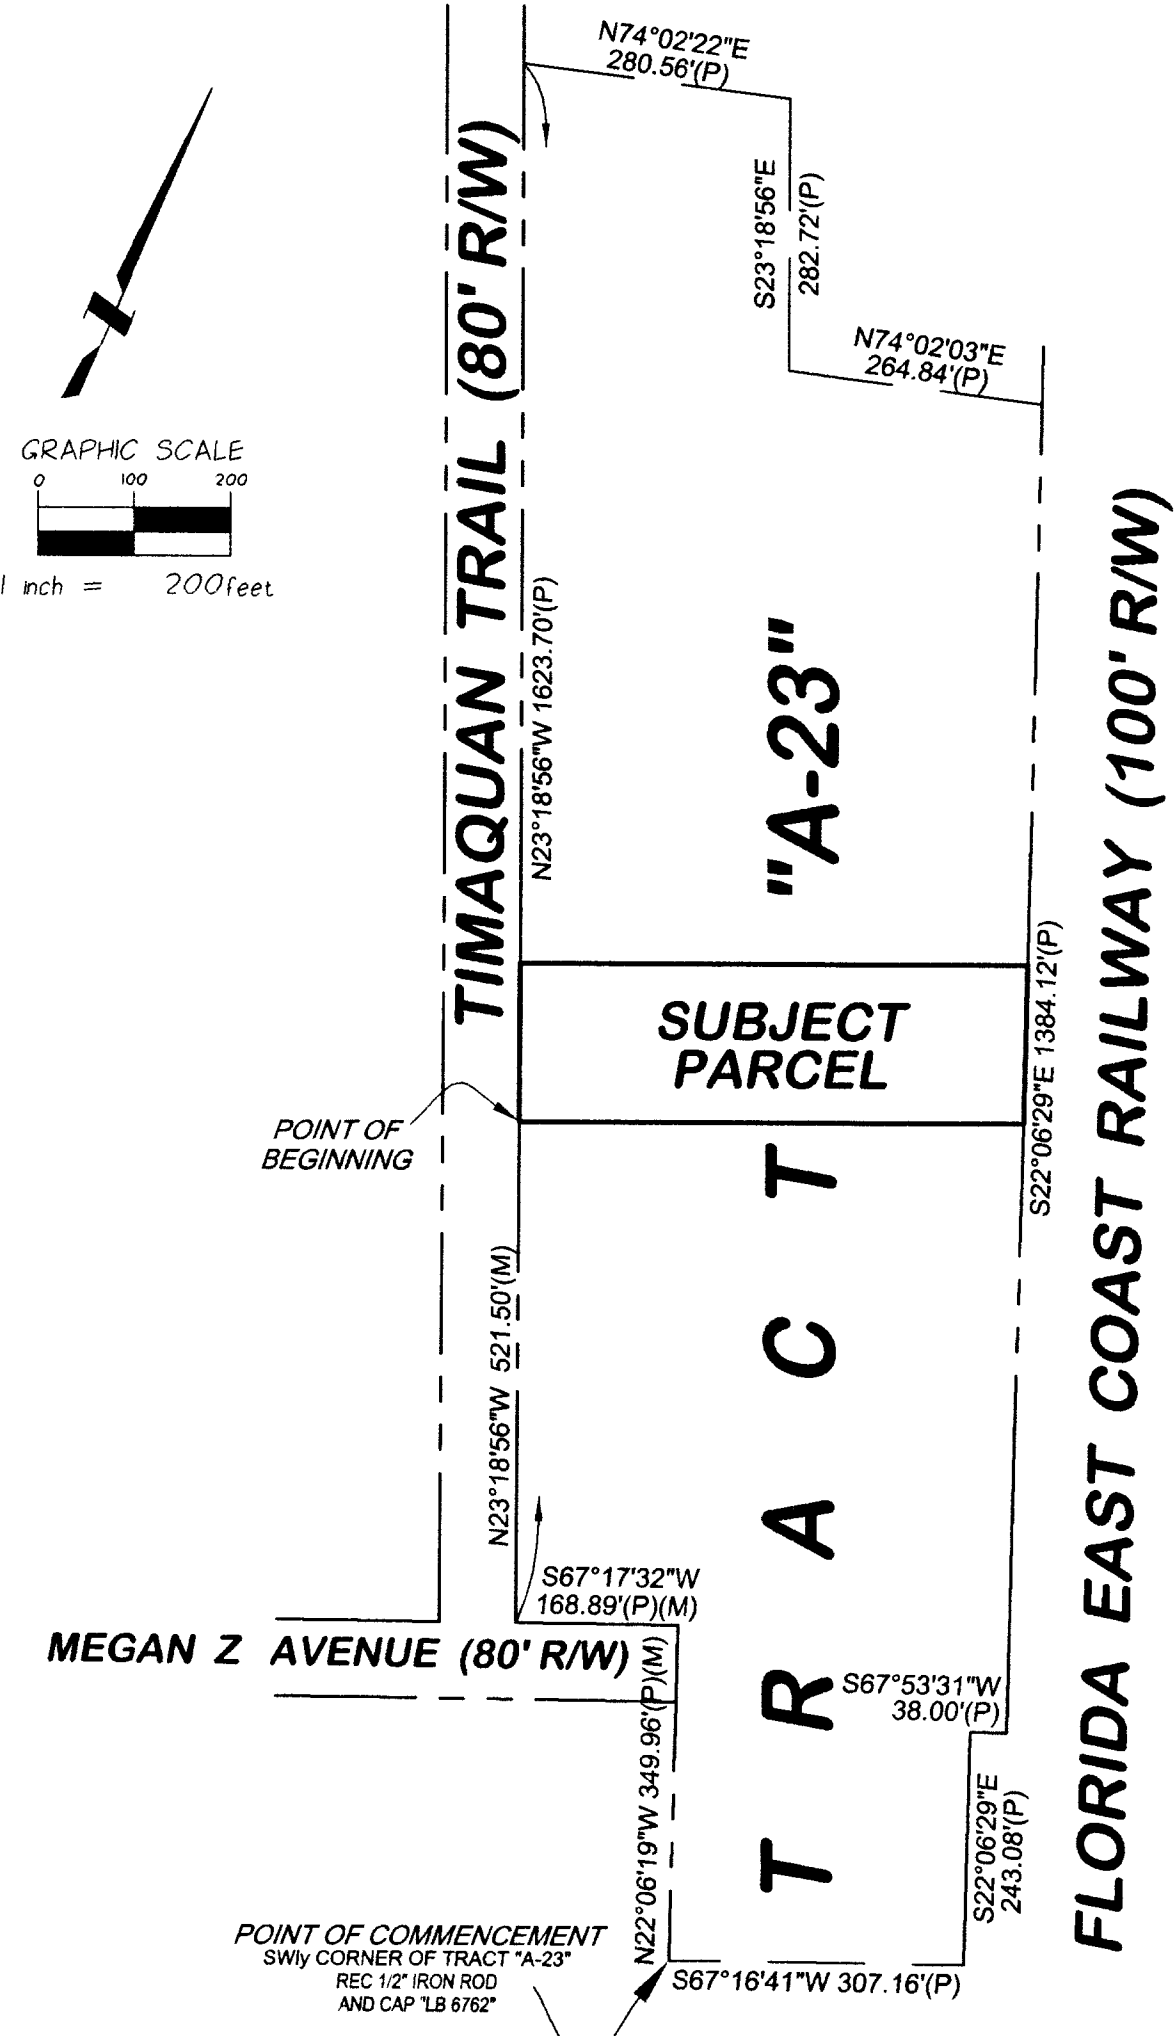 N74°02'22"E
280.56'(P)
TIMAQUAN TRAIL (80' R/W)
S23°18'56"E
282.72'(P)
N74°02'03"E
264.84'(P)
GRAPHIC SCALE
0 100 200
1 inch = 200feet
N23°18'56"W 1623.70'(P)
TRACT "A-23"
FLORIDA EAST COAST RAILWAY (100' R/W)
S22°06'29"E 1384.12'(P)
SUBJECT
PARCEL
POINT OF
BEGINNING
N23°18'56"W 521.50'(M)
S67°17'32"W
168.89'(P)(M)
MEGAN Z AVENUE (80' R/W)
N22°06'19"W 349.96'(P)(M)
S67°53'31"W
38.00'(P)
S22°06'29"E
243.08'(P)
POINT OF COMMENCEMENT
SWly CORNER OF TRACT "A-23"
REC 1/2" IRON ROD
AND CAP "LB 6762"
S67°16'41"W 307.16'(P)